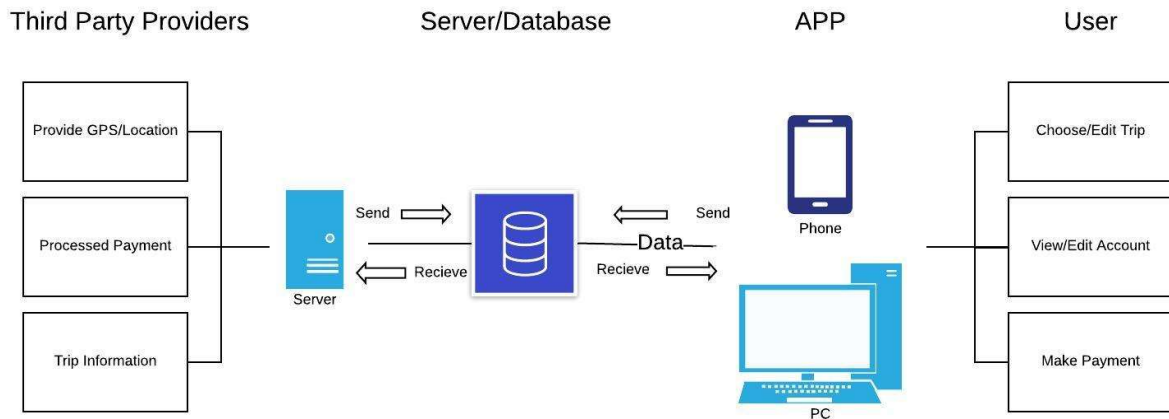 Third Party Providers
Server/Database
APP
User
Provide GPS/Location
Processed Payment
Trip Information
Server
Send
Recieve
Send
Data
Recieve
Phone
PC
Choose/Edit Trip
View/Edit Account
Make Payment